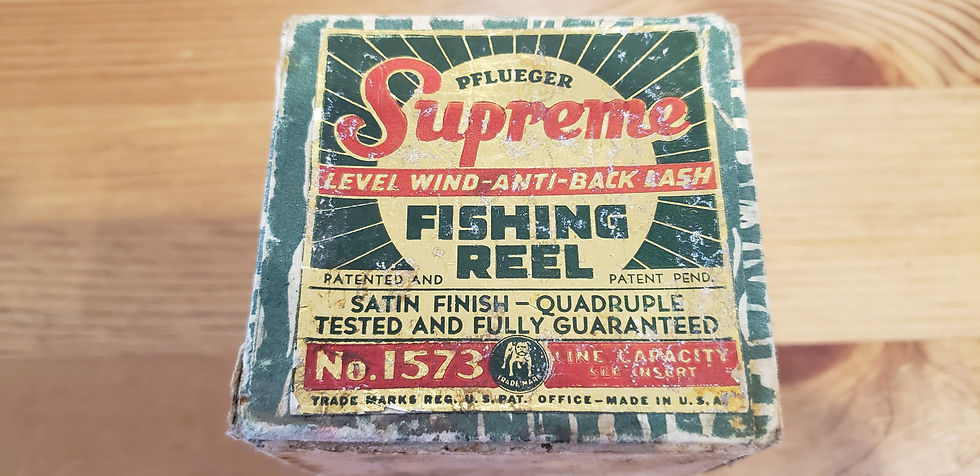 PFLUEGER
Supreme
LEVEL WIND-ANTI-BACK LASH
FISHING
REEL
PATENTED AND PATENT PEND.
SATIN FINISH - QUADRUPLE
TESTED AND FULLY GUARANTEED
No. 1573 LINE CAPACITY
SEE INSERT
TRADE MARK
TRADE MARKS REG. U.S. PAT. OFFICE - MADE IN U.S.A.